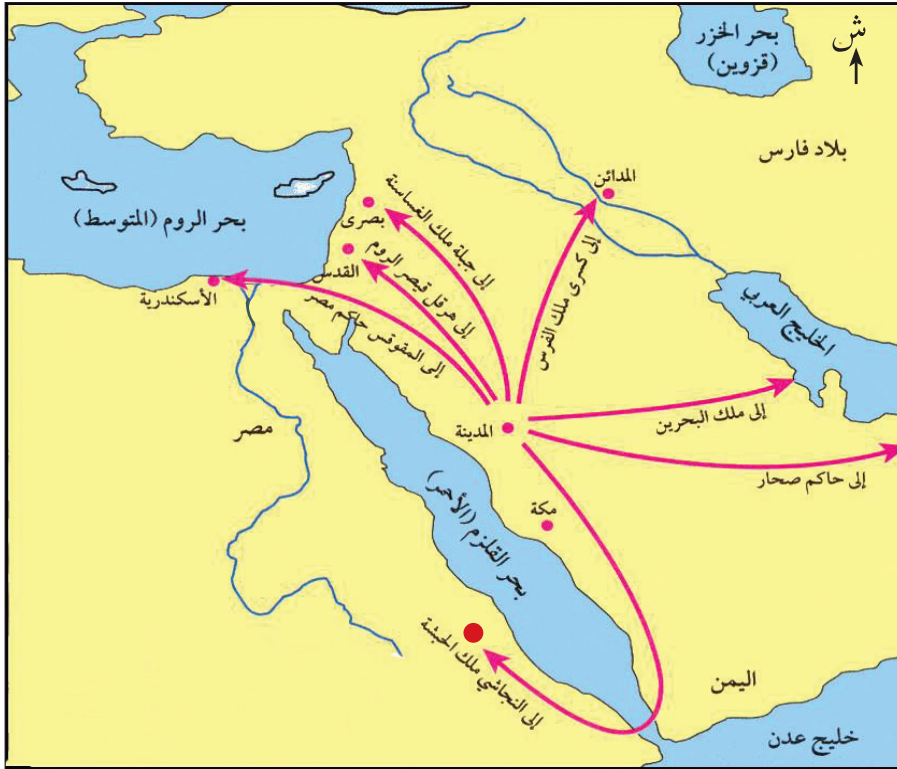 بحر الخزر
(قزوين)
ش
بلاد فارس
المدائن
بحر الروم (المتوسط)
بصرى
القدس
الأسكندرية
إلى جبلة ملك الغساسنة
إلى هرقل قيصر الروم
إلى المقوقس حاكم مصر
إلى كسرى ملك الفرس
الخليج العربي
إلى ملك البحرين
إلى حاكم صحار
المدينة
مصر
مكة
بحر القلزم (الأحمر)
إلى النجاشي ملك الحبشة
اليمن
خليج عدن